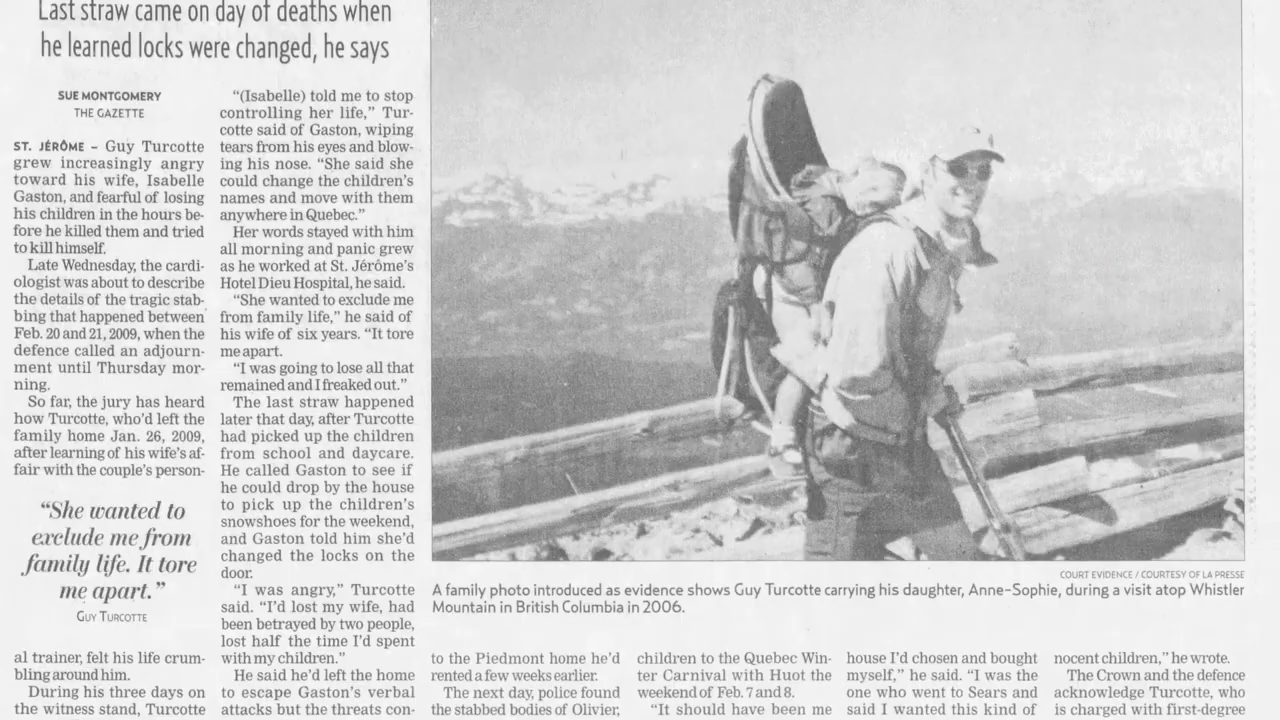 Last straw came on day of deaths when
he learned locks were changed, he says
SUE MONTGOMERY
THE GAZETTE
ST. JÉRÔME – Guy Turcotte
grew increasingly angry
toward his wife, Isabelle
Gaston, and fearful of losing
his children in the hours be-
fore he killed them and tried
to kill himself.
Late Wednesday, the cardi-
ologist was about to describe
the details of the tragic stab-
bing that happened between
Feb. 20 and 21, 2009, when the
defence called an adjourn-
ment until Thursday mor-
ning.
So far, the jury has heard
how Turcotte, who'd left the
family home Jan. 26, 2009,
after learning of his wife's af-
fair with the couple's person-
“She wanted to
exclude me from
family life. It tore
me apart.”
GUY TURCOTTE
al trainer, felt his life crum-
bling around him.
During his three days on
the witness stand, Turcotte
“(Isabelle) told me to stop
controlling her life,” Tur-
cotte said of Gaston, wiping
tears from his eyes and blow-
ing his nose. “She said she
could change the children's
names and move with them
anywhere in Quebec.”
Her words stayed with him
all morning and panic grew
as he worked at St. Jérôme's
Hotel Dieu Hospital, he said.
“She wanted to exclude me
from family life,” he said of
his wife of six years. “It tore
me apart.
“I was going to lose all that
remained and I freaked out.”
The last straw happened
later that day, after Turcotte
had picked up the children
from school and daycare.
He called Gaston to see if
he could drop by the house
to pick up the children's
snowshoes for the weekend,
and Gaston told him she'd
changed the locks on the
door.
“I was angry,” Turcotte
said. “I'd lost my wife, had
been betrayed by two people,
lost half the time I'd spent
with my children.”
He said he'd left the home
to escape Gaston's verbal
attacks but the threats con-
COURT EVIDENCE / COURTESY OF LA PRESSE
A family photo introduced as evidence shows Guy Turcotte carrying his daughter, Anne-Sophie, during a visit atop Whistler
Mountain in British Columbia in 2006.
to the Piedmont home he'd
rented a few weeks earlier.
The next day, police found
the stabbed bodies of Olivier,
children to the Quebec Win-
ter Carnival with Huot the
weekend of Feb. 7 and 8.
“It should have been me
house I'd chosen and bought
myself,” he said. “I was the
one who went to Sears and
said I wanted this kind of
nocent children,” he wrote.
The Crown and the defence
acknowledge Turcotte, who
is charged with first-degree